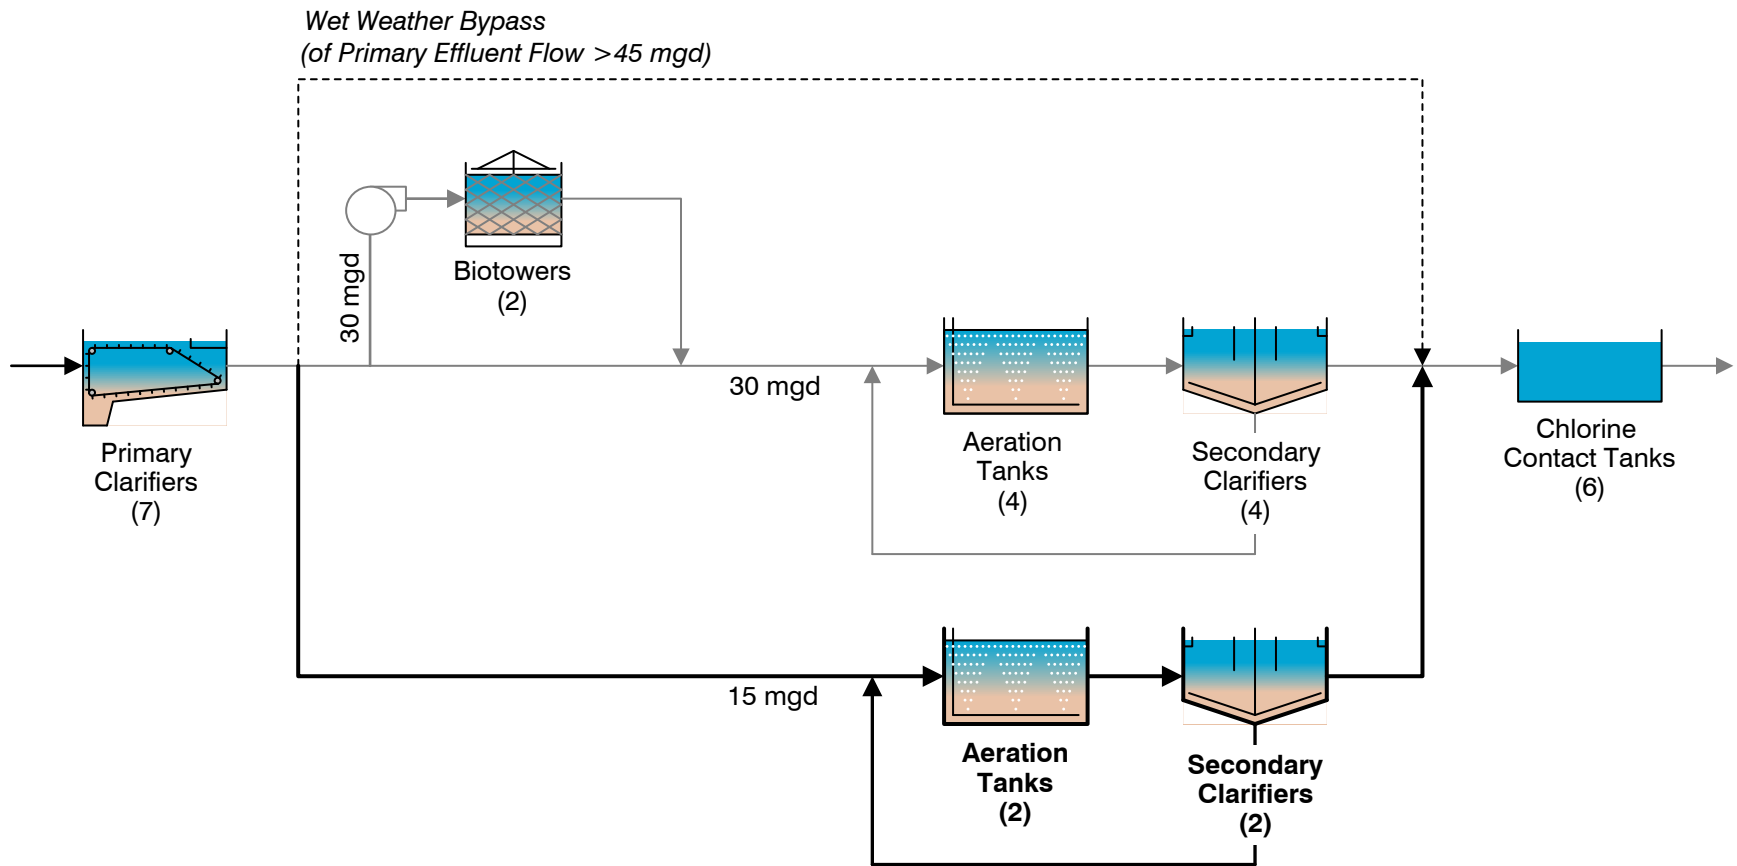 Wet Weather Bypass
(of Primary Effluent Flow >45 mgd)
30 mgd
Biotowers
(2)
30 mgd
Primary
Clarifiers
(7)
Aeration
Tanks
(4)
Secondary
Clarifiers
(4)
Chlorine
Contact Tanks
(6)
15 mgd
Aeration
Tanks
(2)
Secondary
Clarifiers
(2)